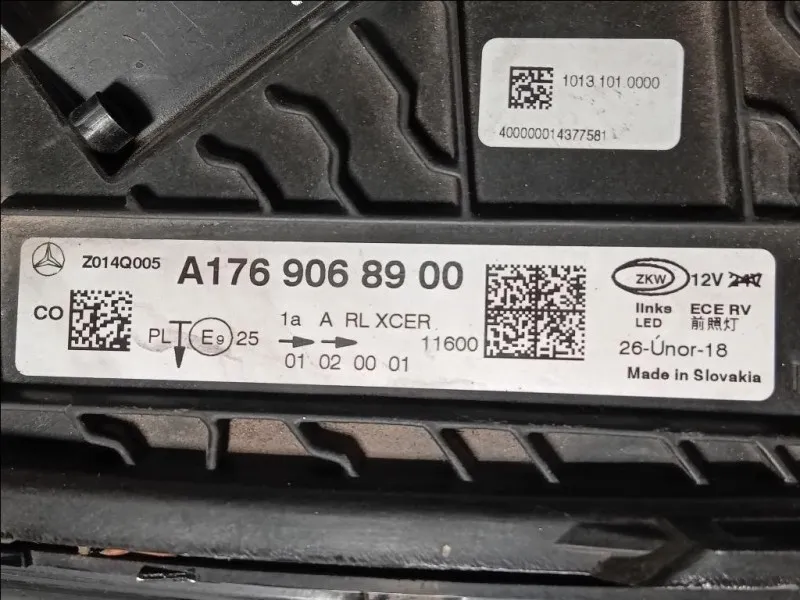 1013.101.0000
400000014377581
Z014Q005 A176 906 89 00 ZKW 12V 24V
CO links ECE RV
PL E9 25 1a A RL XCER LED 前照灯
01 02 00 01 11600 26-Únor-18
Made in Slovakia